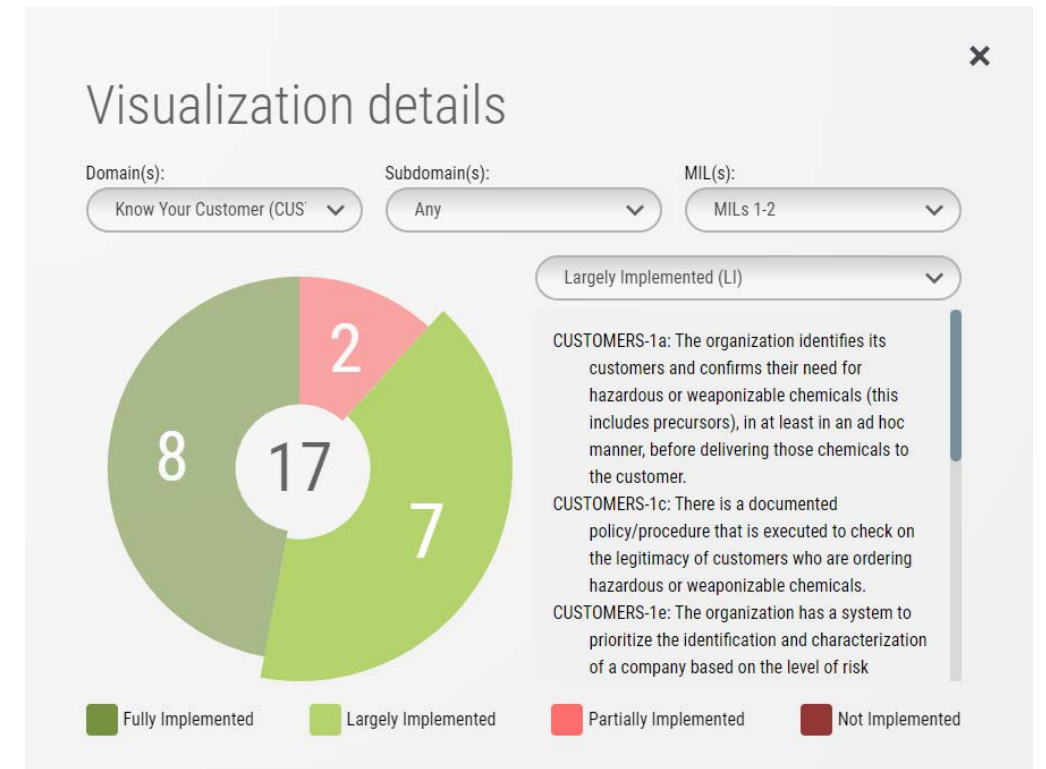 Visualization details
Domain(s):
Subdomain(s):
MIL(s):
Know Your Customer (CUS
Any
MILs 1-2
Largely Implemented (LI)
2
8
17
7
CUSTOMERS-1a: The organization identifies its
customers and confirms their need for
hazardous or weaponizable chemicals (this
includes precursors), in at least in an ad hoc
manner, before delivering those chemicals to
the customer.
CUSTOMERS-1c: There is a documented
policy/procedure that is executed to check on
the legitimacy of customers who are ordering
hazardous or weaponizable chemicals.
CUSTOMERS-1e: The organization has a system to
prioritize the identification and characterization
of a company based on the level of risk
Fully Implemented
Largely Implemented
Partially Implemented
Not Implemented